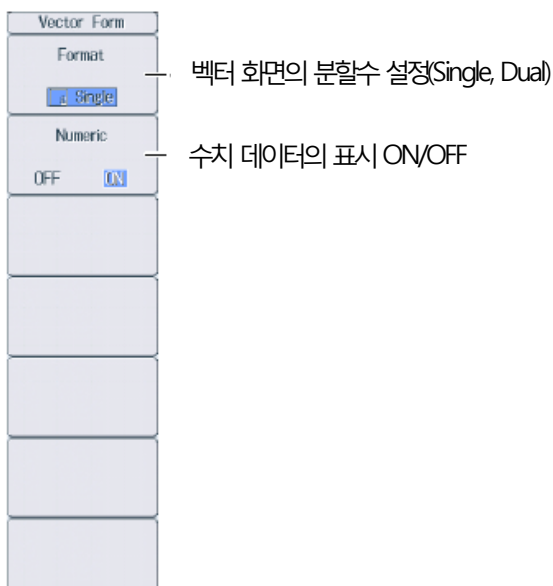 Vector Form
Format
벡터 화면의 분할수 설정(Single, Dual)
Single
Numeric
수치 데이터의 표시 ON/OFF
OFF ON